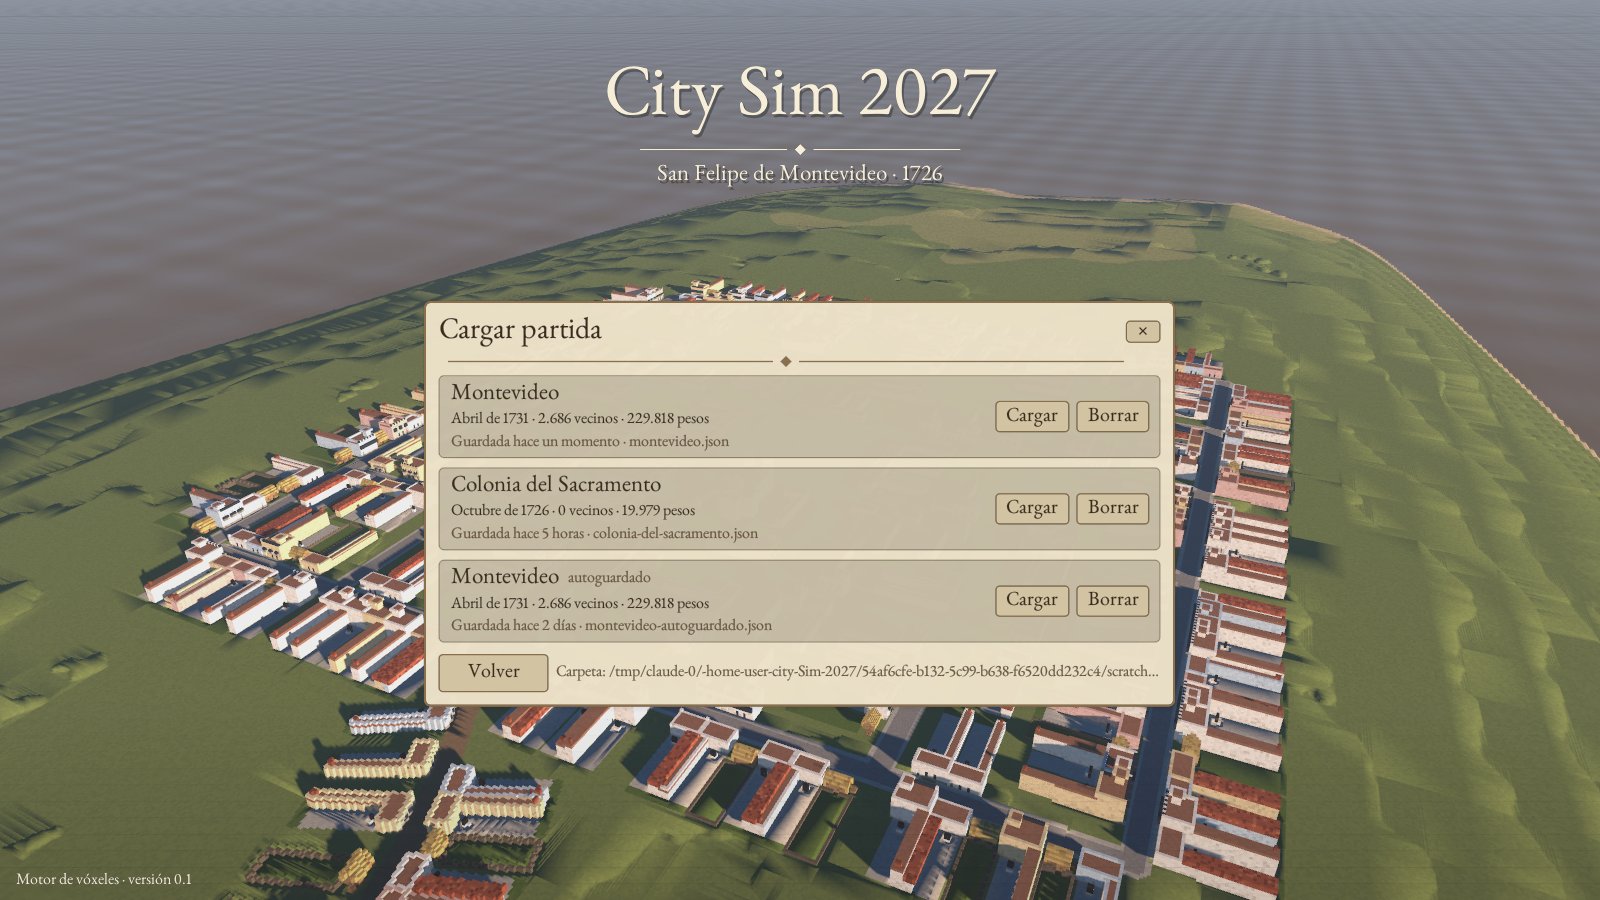 City Sim 2027
San Felipe de Montevideo · 1726
Cargar partida
×
Montevideo
Abril de 1731 · 2.686 vecinos · 229.818 pesos
Guardada hace un momento · montevideo.json
Cargar
Borrar
Colonia del Sacramento
Octubre de 1726 · 0 vecinos · 19.979 pesos
Guardada hace 5 horas · colonia-del-sacramento.json
Cargar
Borrar
Montevideo autoguardado
Abril de 1731 · 2.686 vecinos · 229.818 pesos
Guardada hace 2 días · montevideo-autoguardado.json
Cargar
Borrar
Volver
Carpeta: /tmp/claude-0/-home-user-city-Sim-2027/54af6cfe-b132-5c99-b638-f6520dd232c4/scratch...
Motor de vóxeles · versión 0.1